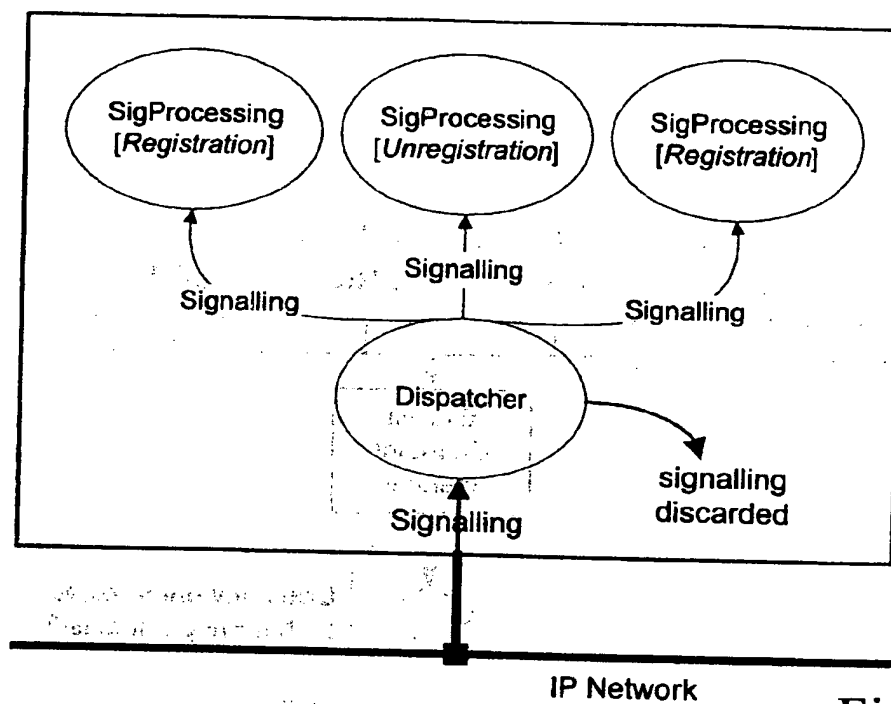 SigProcessing
[Registration]
SigProcessing
[Unregistration]
SigProcessing
[Registration]
Signalling
Signalling
Signalling
Dispatcher
signalling
discarded
Signalling
IP Network